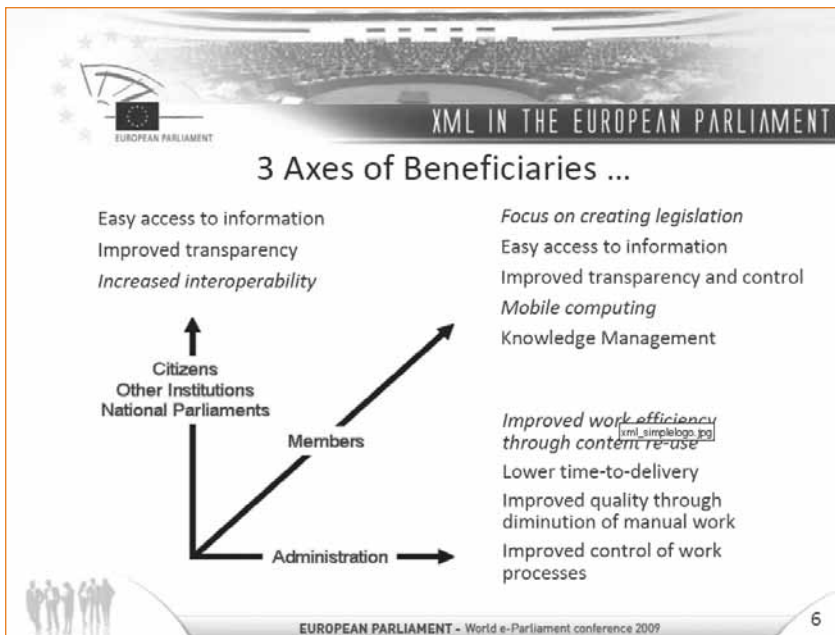 EUROPEAN PARLIAMENT
XML IN THE EUROPEAN PARLIAMENT
3 Axes of Beneficiaries ...
Easy access to information
Improved transparency
Increased interoperability
Focus on creating legislation
Easy access to information
Improved transparency and control
Mobile computing
Knowledge Management
Citizens
Other Institutions
National Parliaments
Members
Administration
Improved work efficiency
xml_simplelogo.jpg
through content re-use
Lower time-to-delivery
Improved quality through
diminution of manual work
Improved control of work
processes
EUROPEAN PARLIAMENT - World e-Parliament conference 2009
6